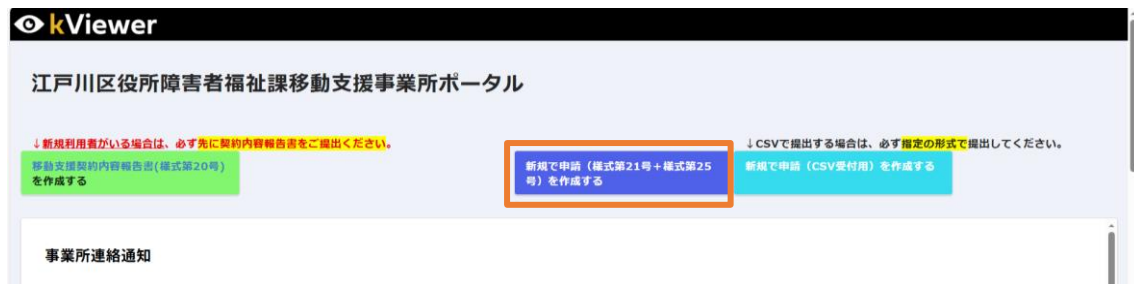 kViewer
江戸川区役所障害者福祉課移動支援事業所ポータル
↓新規利用者がいる場合は、必ず先に契約内容報告書をご提出ください。
↓CSVで提出する場合は、必ず指定の形式で提出してください。
移動支援契約内容報告書(様式第20号)
を作成する
新規で申請（様式第21号＋様式第25
号）を作成する
新規で申請（CSV受付用）を作成する
事業所連絡通知